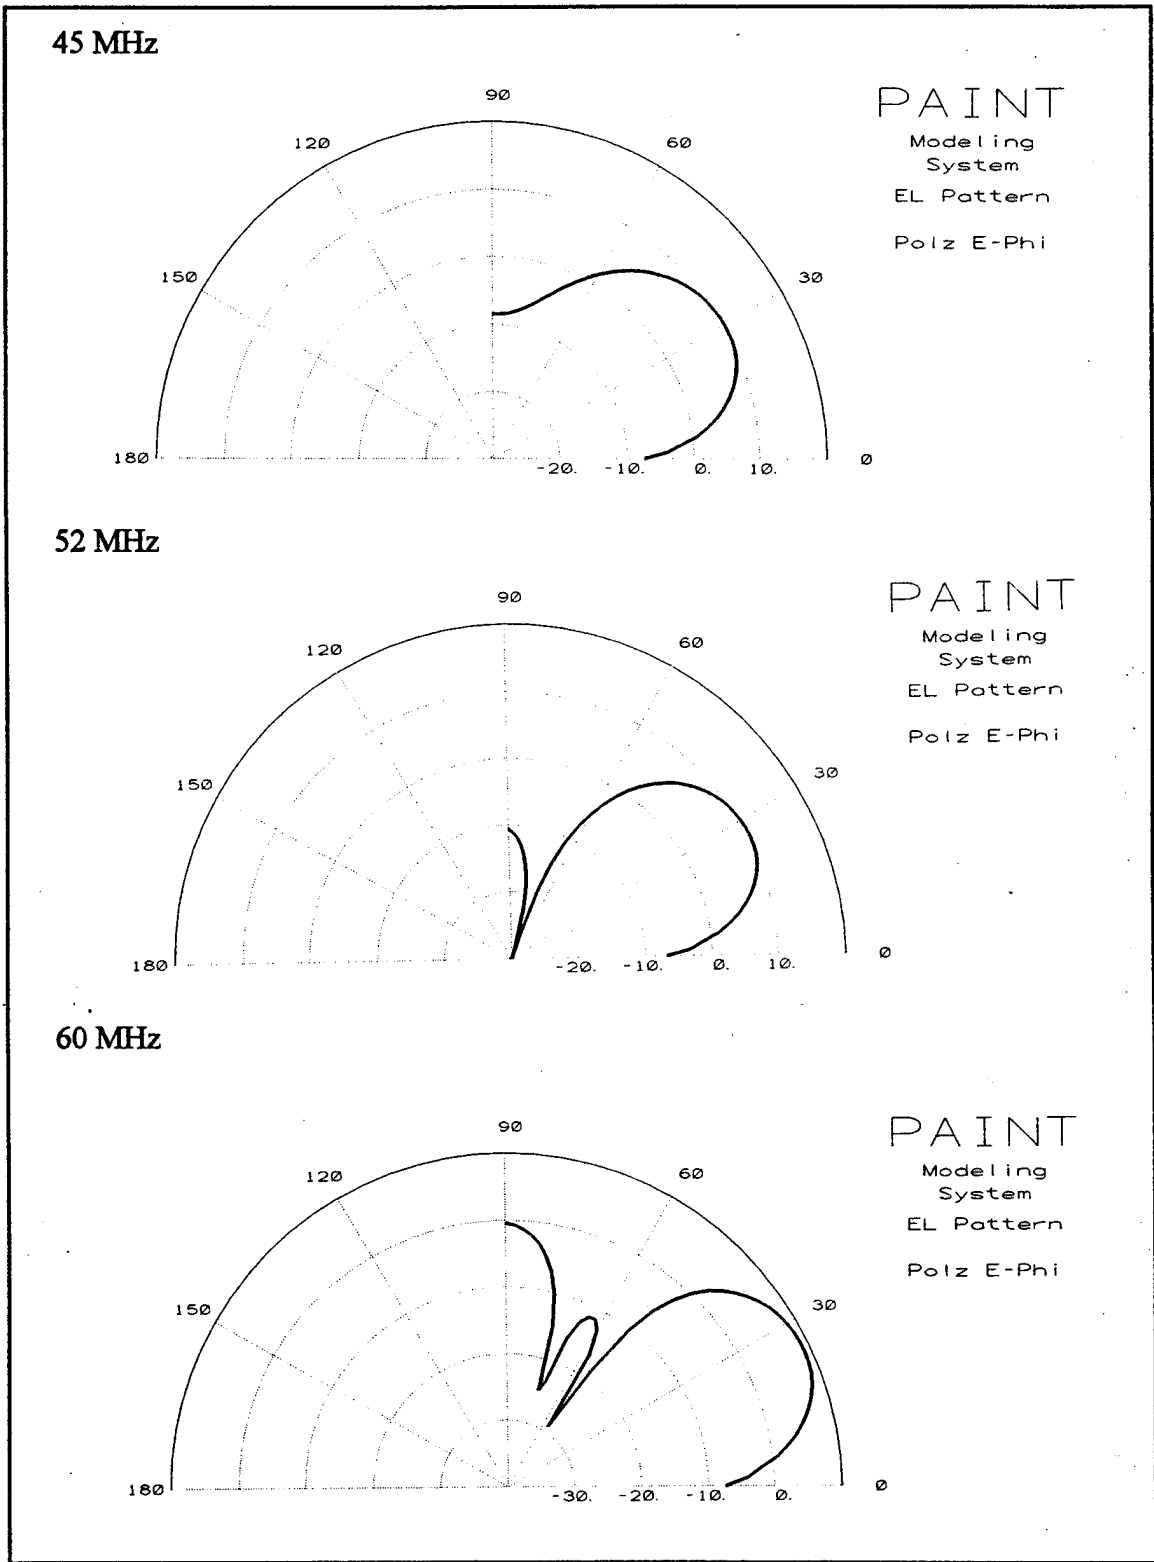 45 MHz
90
120
60
150
30
180
-20. -10. 0. 10.
0
PAINT
Modeling
System
EL Pattern
Polz E-Phi
52 MHz
90
120
60
150
30
180
-20. -10. 0. 10.
0
PAINT
Modeling
System
EL Pattern
Polz E-Phi
60 MHz
90
120
60
150
30
180
-30. -20. -10. 0.
0
PAINT
Modeling
System
EL Pattern
Polz E-Phi